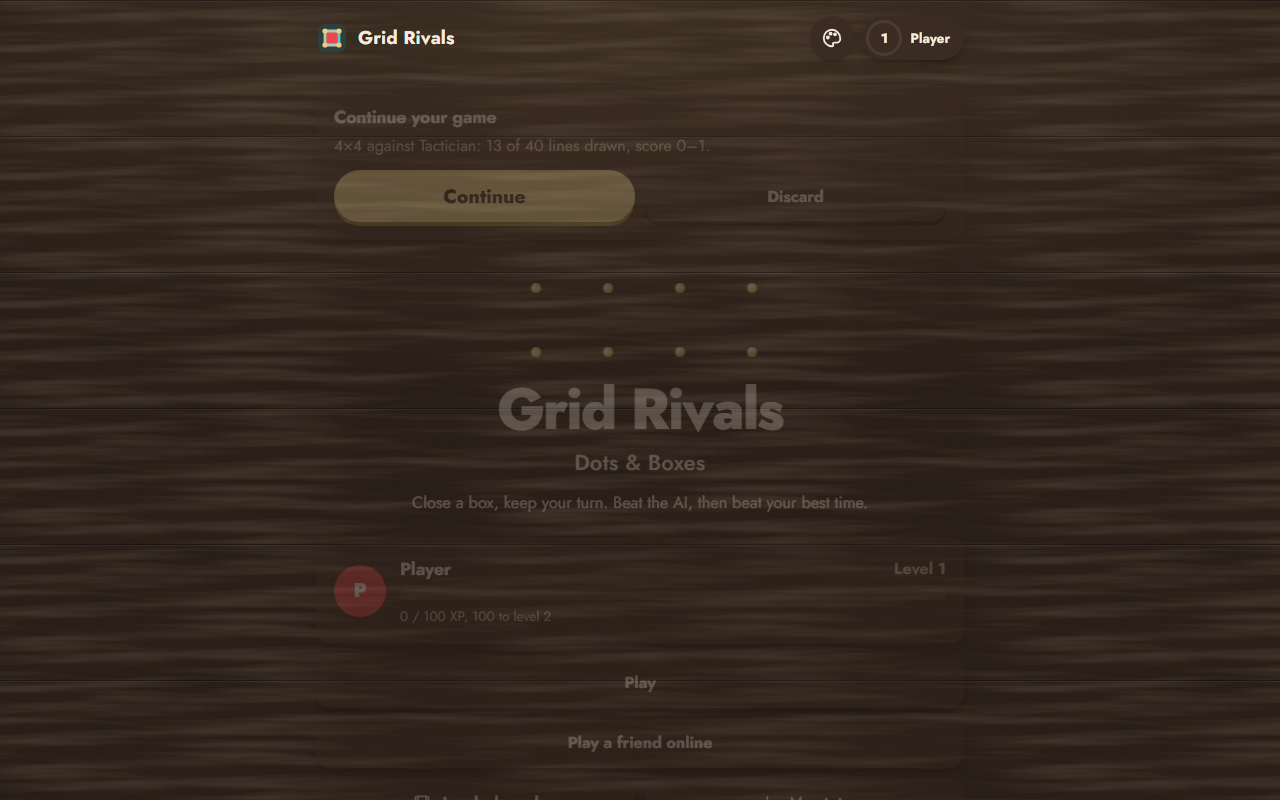 Grid Rivals
1 Player
Continue your game
4×4 against Tactician: 13 of 40 lines drawn, score 0–1.
Continue
Discard
Grid Rivals
Dots & Boxes
Close a box, keep your turn. Beat the AI, then beat your best time.
P
Player
Level 1
0 / 100 XP, 100 to level 2
Play
Play a friend online